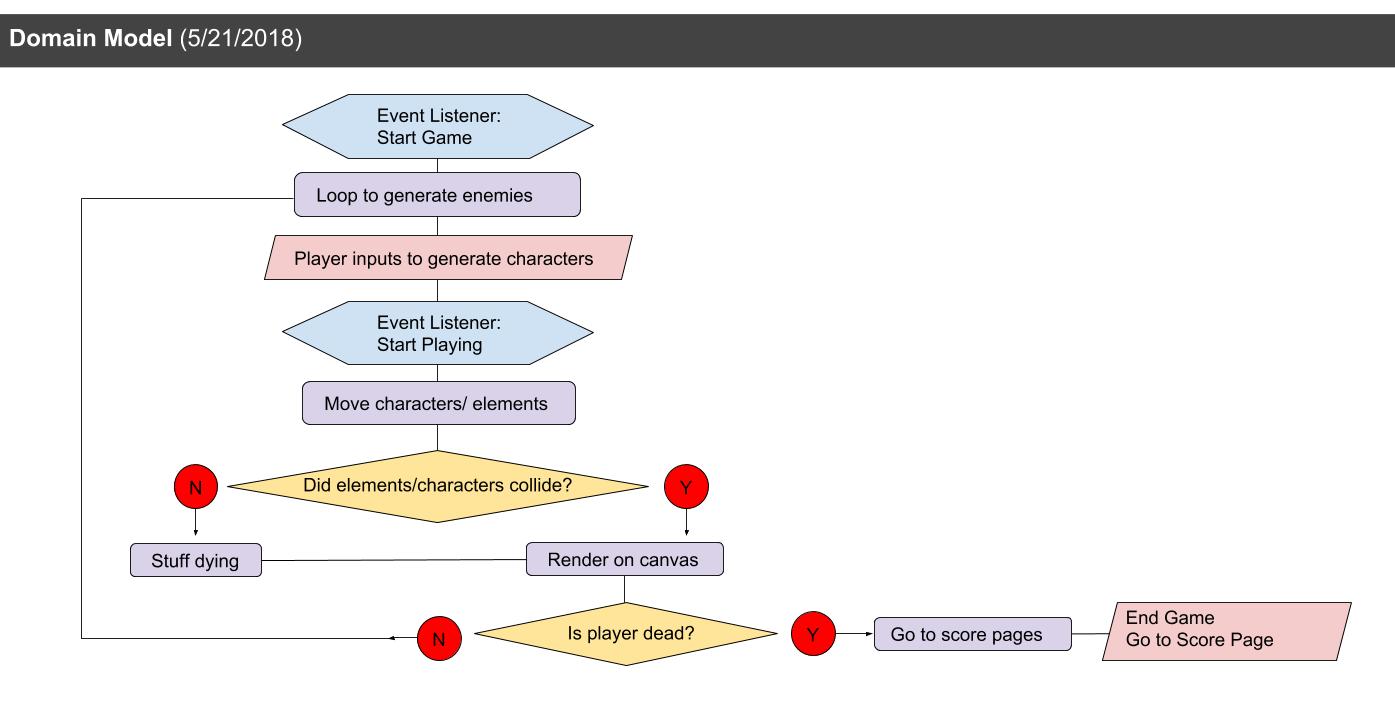 Domain Model (5/21/2018)
Event Listener:
Start Game
Loop to generate enemies
Player inputs to generate characters
Event Listener:
Start Playing
Move characters/ elements
N
Did elements/characters collide?
Y
Stuff dying
Render on canvas
N
Is player dead?
Y
Go to score pages
End Game
Go to Score Page